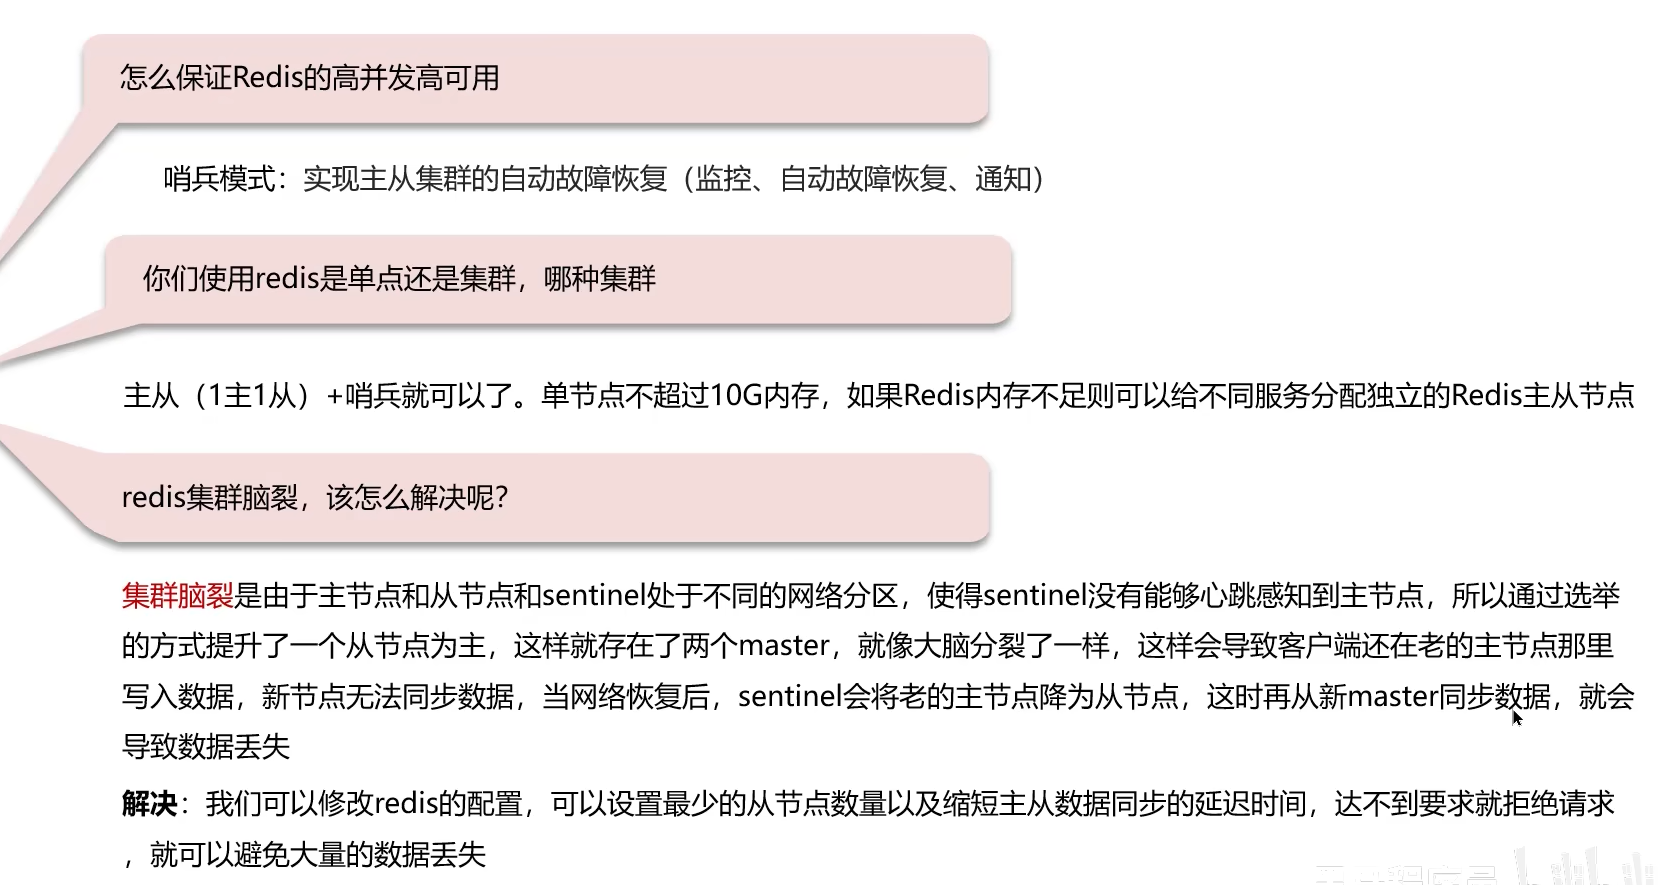 怎么保证Redis的高并发高可用
哨兵模式：实现主从集群的自动故障恢复（监控、自动故障恢复、通知）
你们使用redis是单点还是集群，哪种集群
主从（1主1从）+哨兵就可以了。单节点不超过10G内存，如果Redis内存不足则可以给不同服务分配独立的Redis主从节点
redis集群脑裂，该怎么解决呢？
集群脑裂是由于主节点和从节点和sentinel处于不同的网络分区，使得sentinel没有能够心跳感知到主节点，所以通过选举
的方式提升了一个从节点为主，这样就存在了两个master，就像大脑分裂了一样，这样会导致客户端还在老的主节点那里
写入数据，新节点无法同步数据，当网络恢复后，sentinel会将老的主节点降为从节点，这时再从新master同步数据，就会
导致数据丢失
解决：我们可以修改redis的配置，可以设置最少的从节点数量以及缩短主从数据同步的延迟时间，达不到要求就拒绝请求
，就可以避免大量的数据丢失